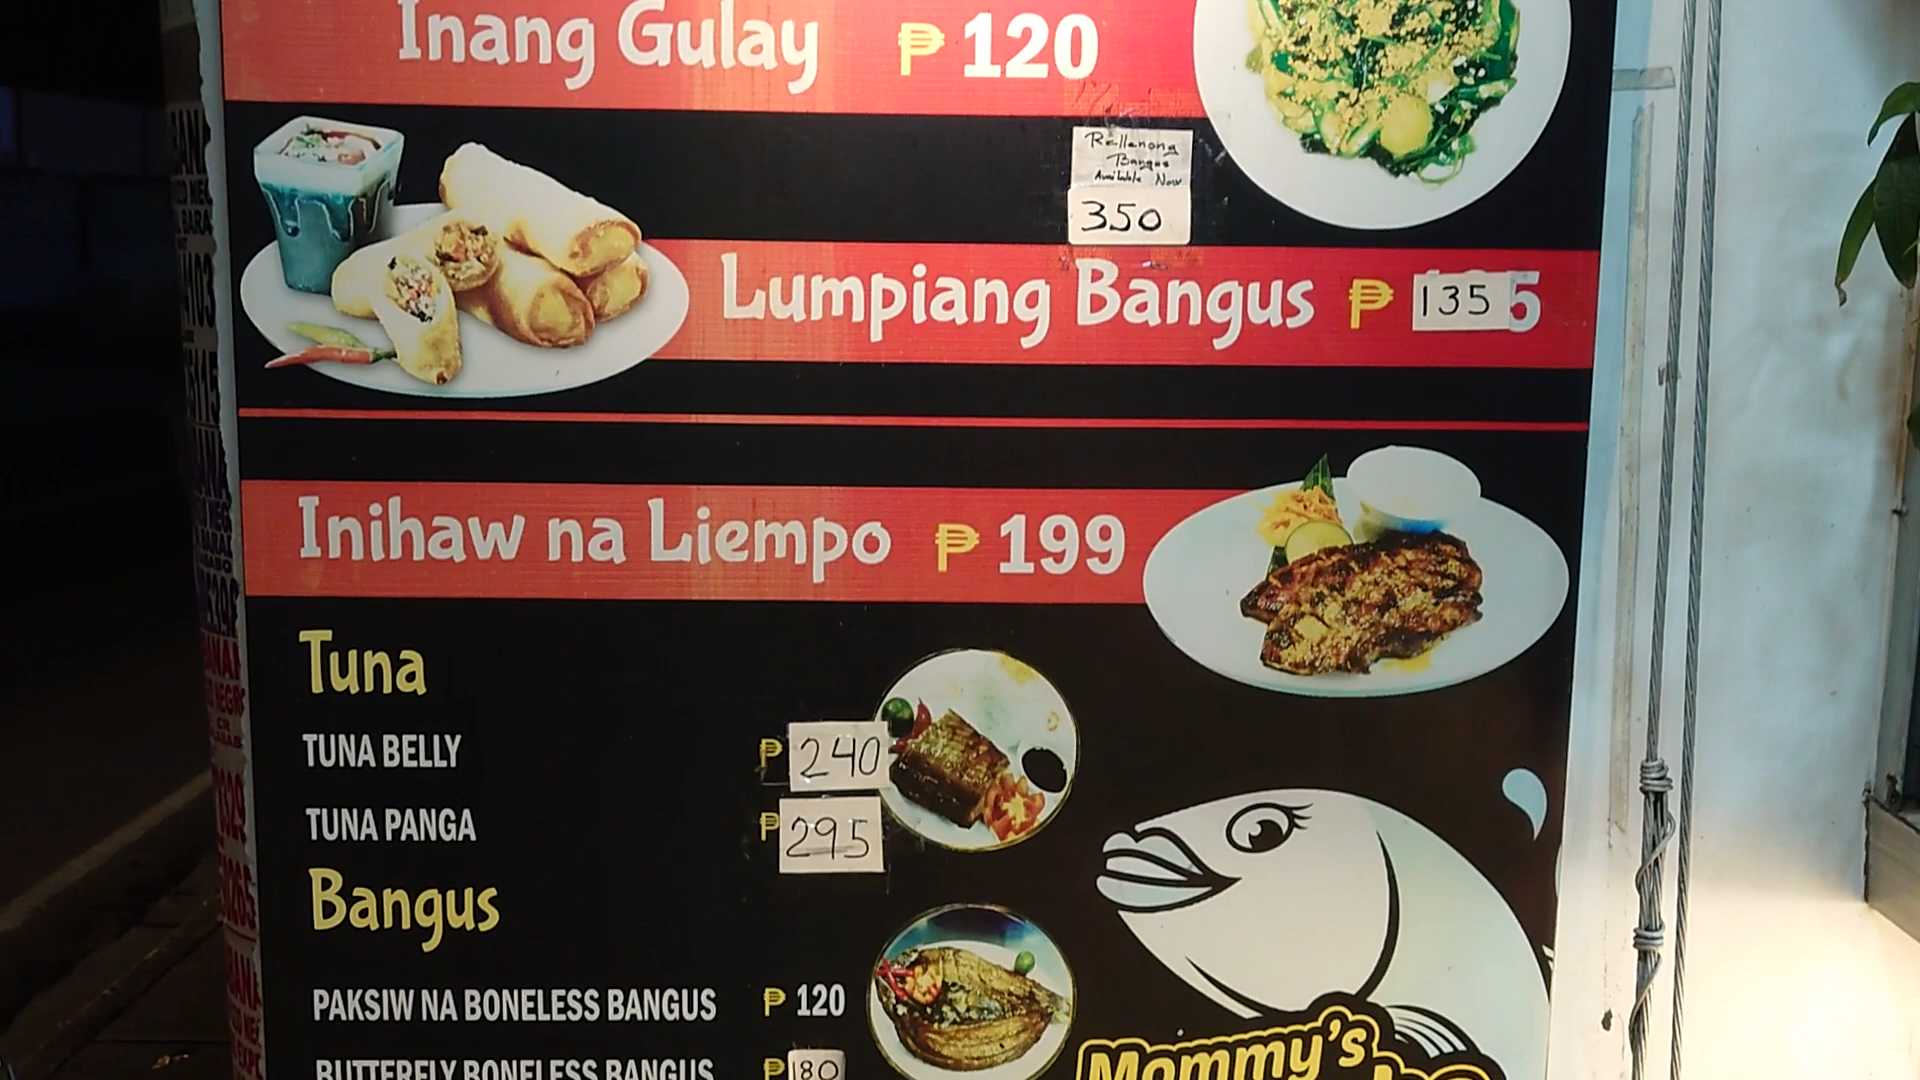 Inang Gulay ₱ 120
Rellenong
Bangus
Available Now
350
Lumpiang Bangus ₱ 135 5
Inihaw na Liempo ₱ 199
Tuna
TUNA BELLY ₱ 240
TUNA PANGA ₱ 295
Bangus
PAKSIW NA BONELESS BANGUS ₱ 120
BUTTERFLY BONELESS BANGUS ₱ 180
Mommy's